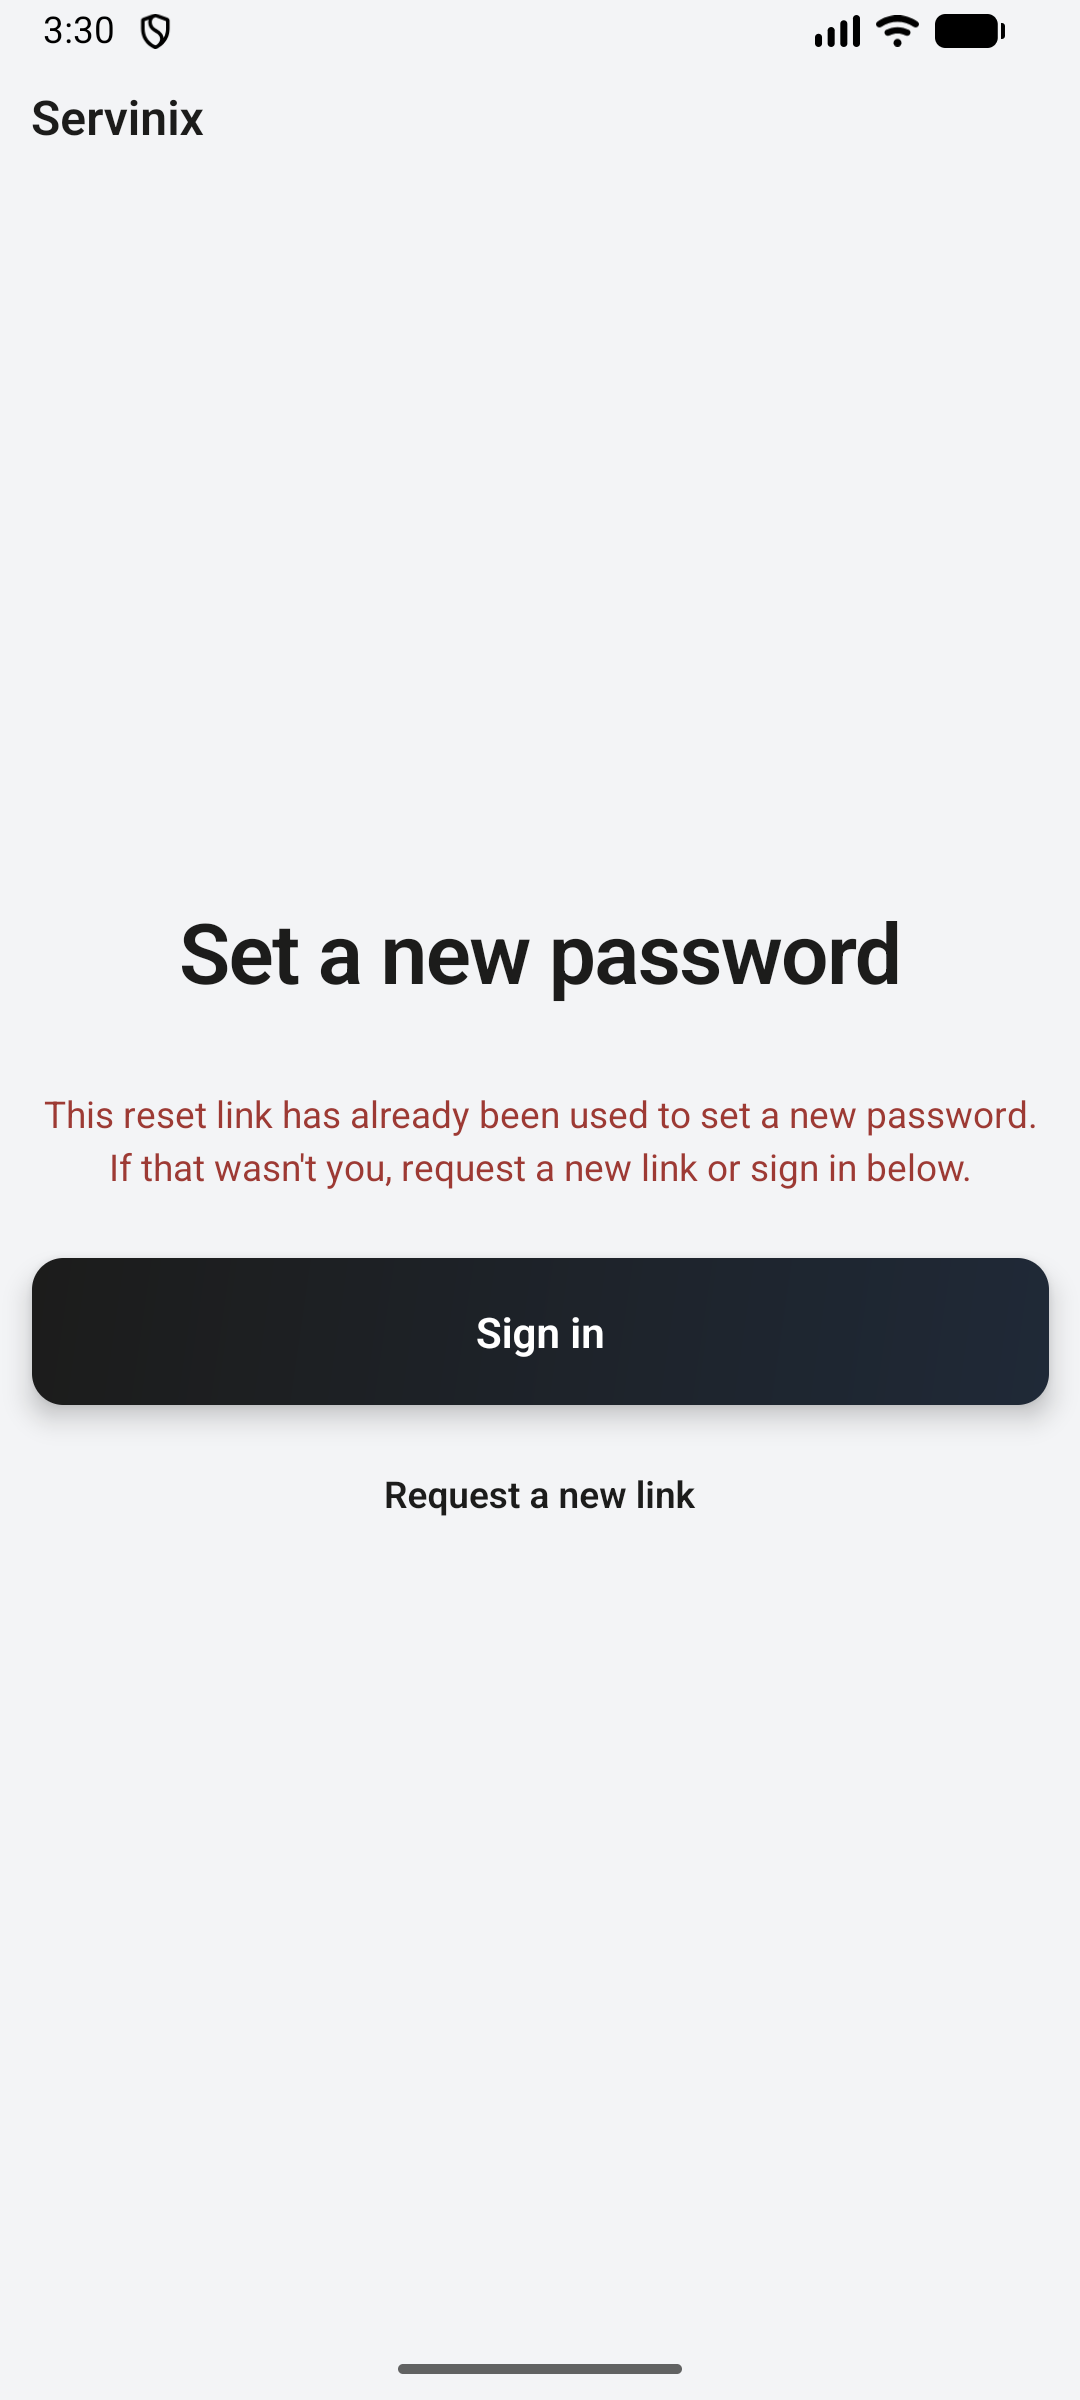 3:30
Servinix
Set a new password
This reset link has already been used to set a new password.
If that wasn't you, request a new link or sign in below.
Sign in
Request a new link